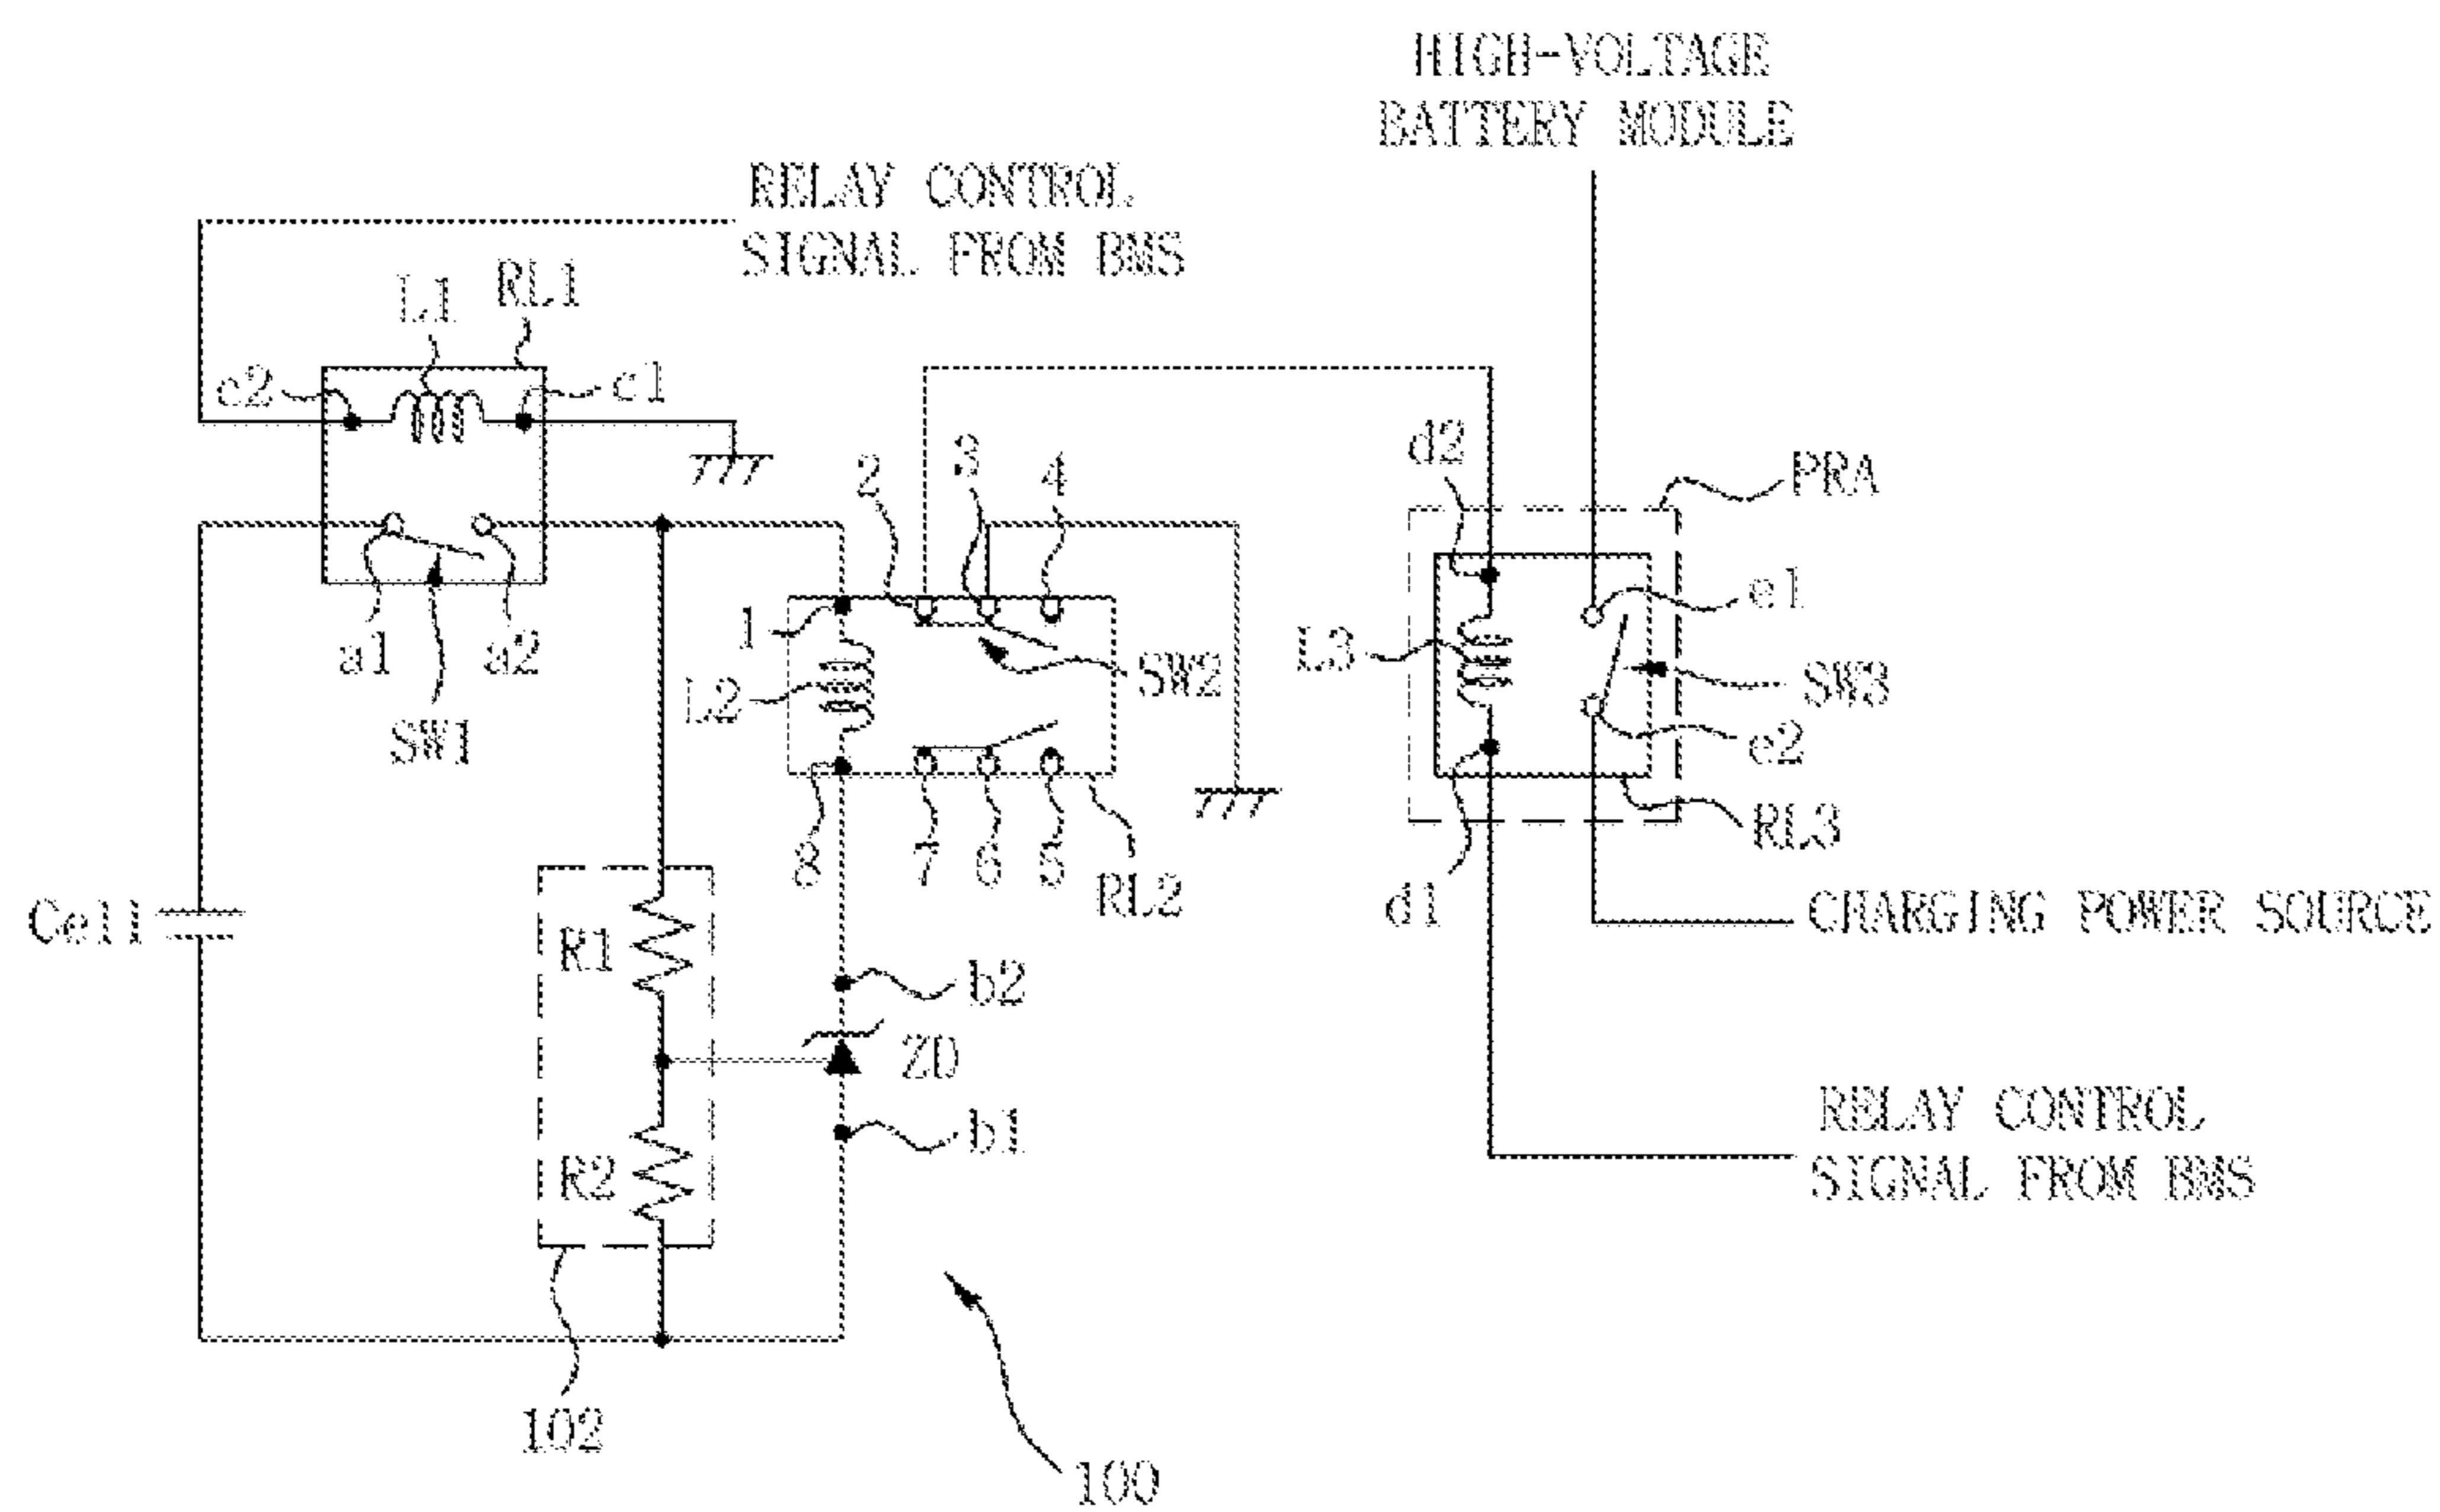 HIGH-VOLTAGE
BATTERY MODULE
RELAY CONTROL
SIGNAL FROM BMS
L1
RL1
c2
c1
d2
PRA
2
3
4
a1
a2
SW1
1
L2
SW2
L3
e1
SW3
e2
8
7
6
5
RL2
RL3
d1
Cell
CHARGING POWER SOURCE
R1
b2
ZD
b1
R2
RELAY CONTROL
SIGNAL FROM BMS
102
100